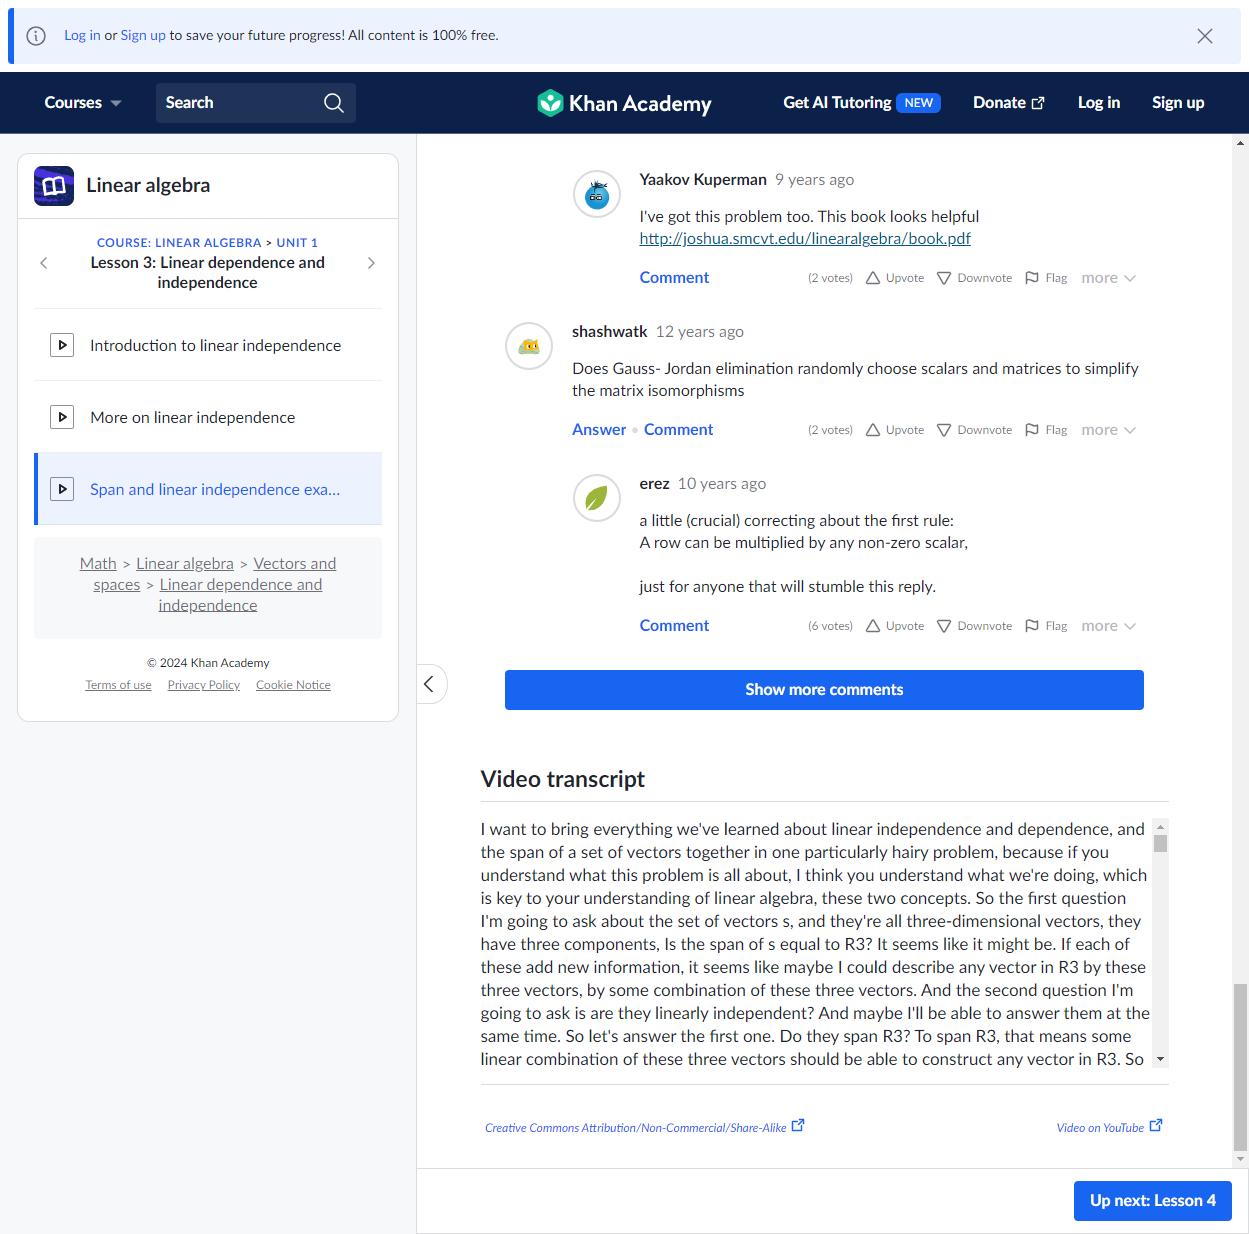 Log in or Sign up to save your future progress! All content is 100% free.
Courses
Search
Khan Academy
Get AI Tutoring NEW
Donate
Log in
Sign up
Linear algebra
COURSE: LINEAR ALGEBRA > UNIT 1
Lesson 3: Linear dependence and
independence
Introduction to linear independence
More on linear independence
Span and linear independence exa...
Math > Linear algebra > Vectors and
spaces > Linear dependence and
independence
© 2024 Khan Academy
Terms of use Privacy Policy Cookie Notice
Yaakov Kuperman 9 years ago
I've got this problem too. This book looks helpful
http://joshua.smcvt.edu/linearalgebra/book.pdf
Comment (2 votes) Upvote Downvote Flag more
shashwatk 12 years ago
Does Gauss- Jordan elimination randomly choose scalars and matrices to simplify
the matrix isomorphisms
Answer • Comment (2 votes) Upvote Downvote Flag more
erez 10 years ago
a little (crucial) correcting about the first rule:
A row can be multiplied by any non-zero scalar,
just for anyone that will stumble this reply.
Comment (6 votes) Upvote Downvote Flag more
Show more comments
Video transcript
I want to bring everything we've learned about linear independence and dependence, and
the span of a set of vectors together in one particularly hairy problem, because if you
understand what this problem is all about, I think you understand what we're doing, which
is key to your understanding of linear algebra, these two concepts. So the first question
I'm going to ask about the set of vectors s, and they're all three-dimensional vectors, they
have three components, Is the span of s equal to R3? It seems like it might be. If each of
these add new information, it seems like maybe I could describe any vector in R3 by these
three vectors, by some combination of these three vectors. And the second question I'm
going to ask is are they linearly independent? And maybe I'll be able to answer them at the
same time. So let's answer the first one. Do they span R3? To span R3, that means some
linear combination of these three vectors should be able to construct any vector in R3. So
Creative Commons Attribution/Non-Commercial/Share-Alike
Video on YouTube
Up next: Lesson 4